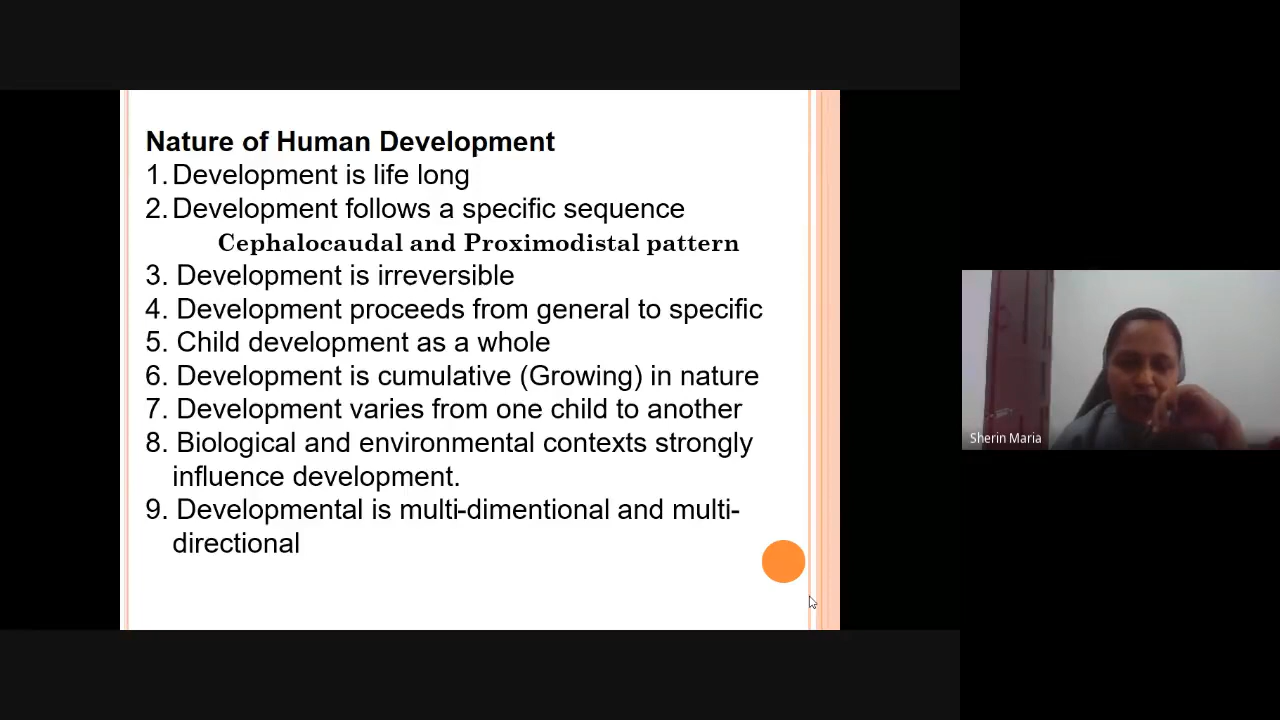 Nature of Human Development
1. Development is life long
2. Development follows a specific sequence
Cephalocaudal and Proximodistal pattern
3. Development is irreversible
4. Development proceeds from general to specific
5. Child development as a whole
6. Development is cumulative (Growing) in nature
7. Development varies from one child to another
8. Biological and environmental contexts strongly
influence development.
9. Developmental is multi-dimentional and multi-
directional
Sherin Maria